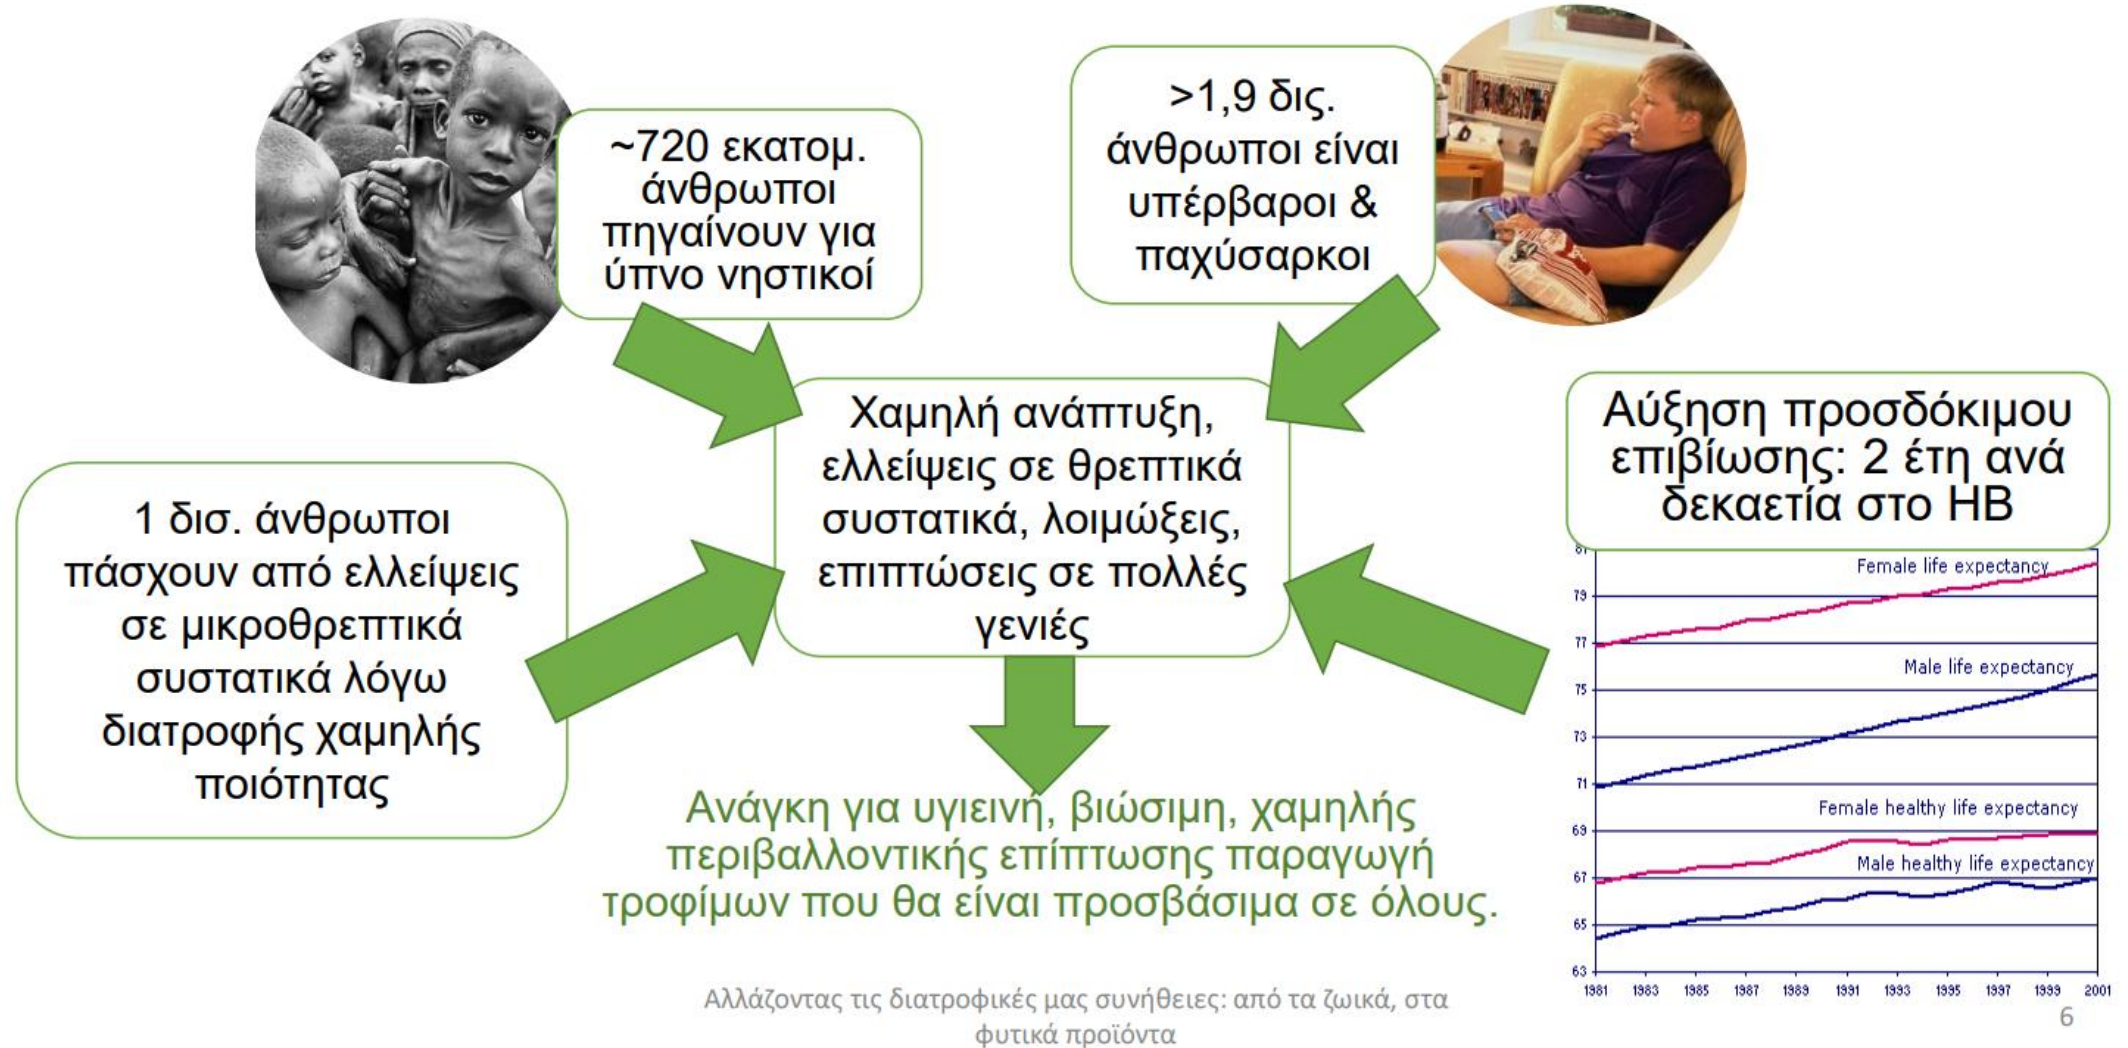 ~720 εκατομ.
άνθρωποι
πηγαίνουν για
ύπνο νηστικοί
>1,9 δις.
άνθρωποι είναι
υπέρβαροι &
παχύσαρκοι
1 δισ. άνθρωποι
πάσχουν από ελλείψεις
σε μικροθρεπτικά
συστατικά λόγω
διατροφής χαμηλής
ποιότητας
Χαμηλή ανάπτυξη,
ελλείψεις σε θρεπτικά
συστατικά, λοιμώξεις,
επιπτώσεις σε πολλές
γενιές
Αύξηση προσδόκιμου
επιβίωσης: 2 έτη ανά
δεκαετία στο ΗΒ
81
Female life expectancy
79
77
Male life expectancy
75
73
71
Female healthy life expectancy
69
Male healthy life expectancy
67
65
63
1981 1983 1985 1987 1989 1991 1993 1995 1997 1999 2001
Ανάγκη για υγιεινή, βιώσιμη, χαμηλής
περιβαλλοντικής επίπτωσης παραγωγή
τροφίμων που θα είναι προσβάσιμα σε όλους.
Αλλάζοντας τις διατροφικές μας συνήθειες: από τα ζωικά, στα
φυτικά προϊόντα
6